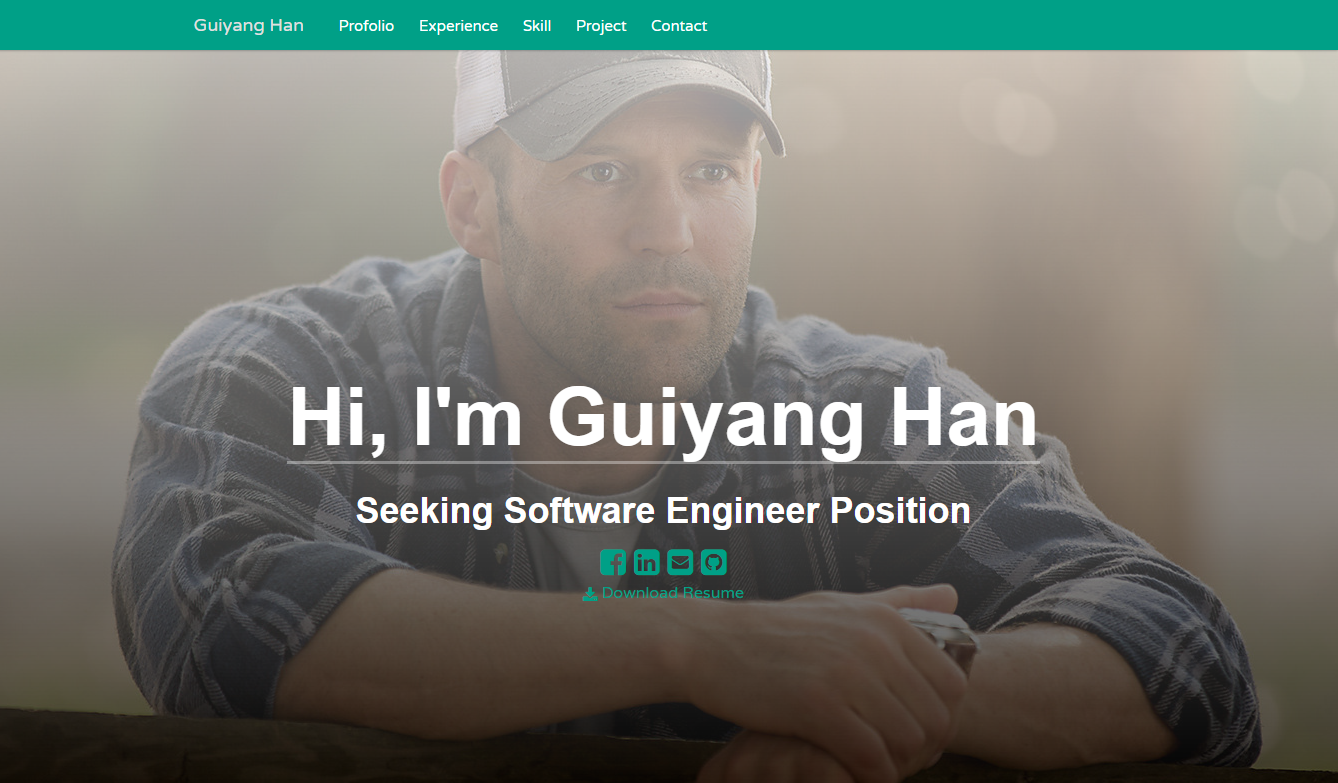 Guiyang Han Profolio Experience Skill Project Contact
Hi, I'm Guiyang Han
Seeking Software Engineer Position
Download Resume